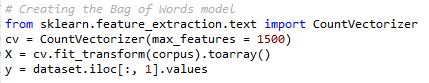 # Creating the Bag of Words model
from sklearn.feature_extraction.text import CountVectorizer
cv = CountVectorizer(max_features = 1500)
X = cv.fit_transform(corpus).toarray()
y = dataset.iloc[:, 1].values